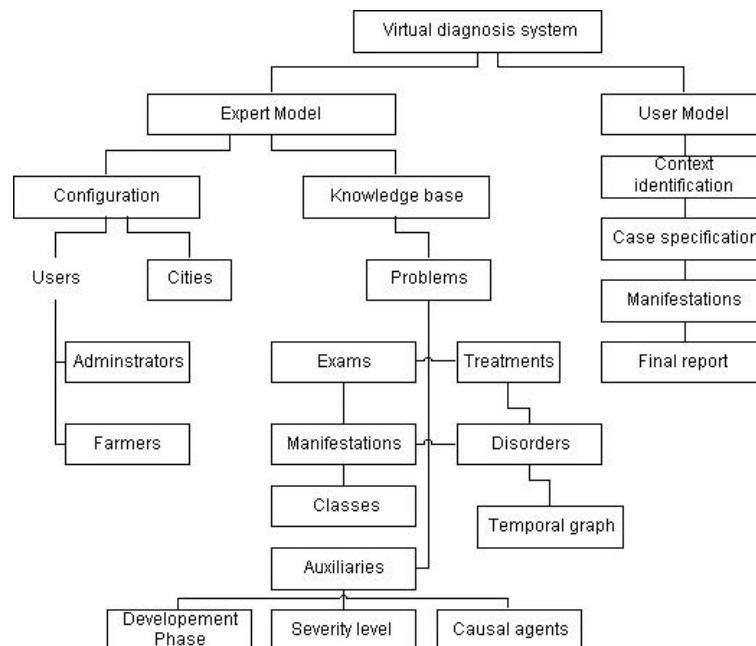 Virtual diagnosis system
Expert Model
User Model
Context
identification
Configuration
Knowledge base
Case specification
Users
Cities
Problems
Manifestations
Adminstrators
Exams
Treatments
Final report
Farmers
Manifestations
Disorders
Classes
Temporal graph
Auxiliaries
Developement
Phase
Severity level
Causal agents